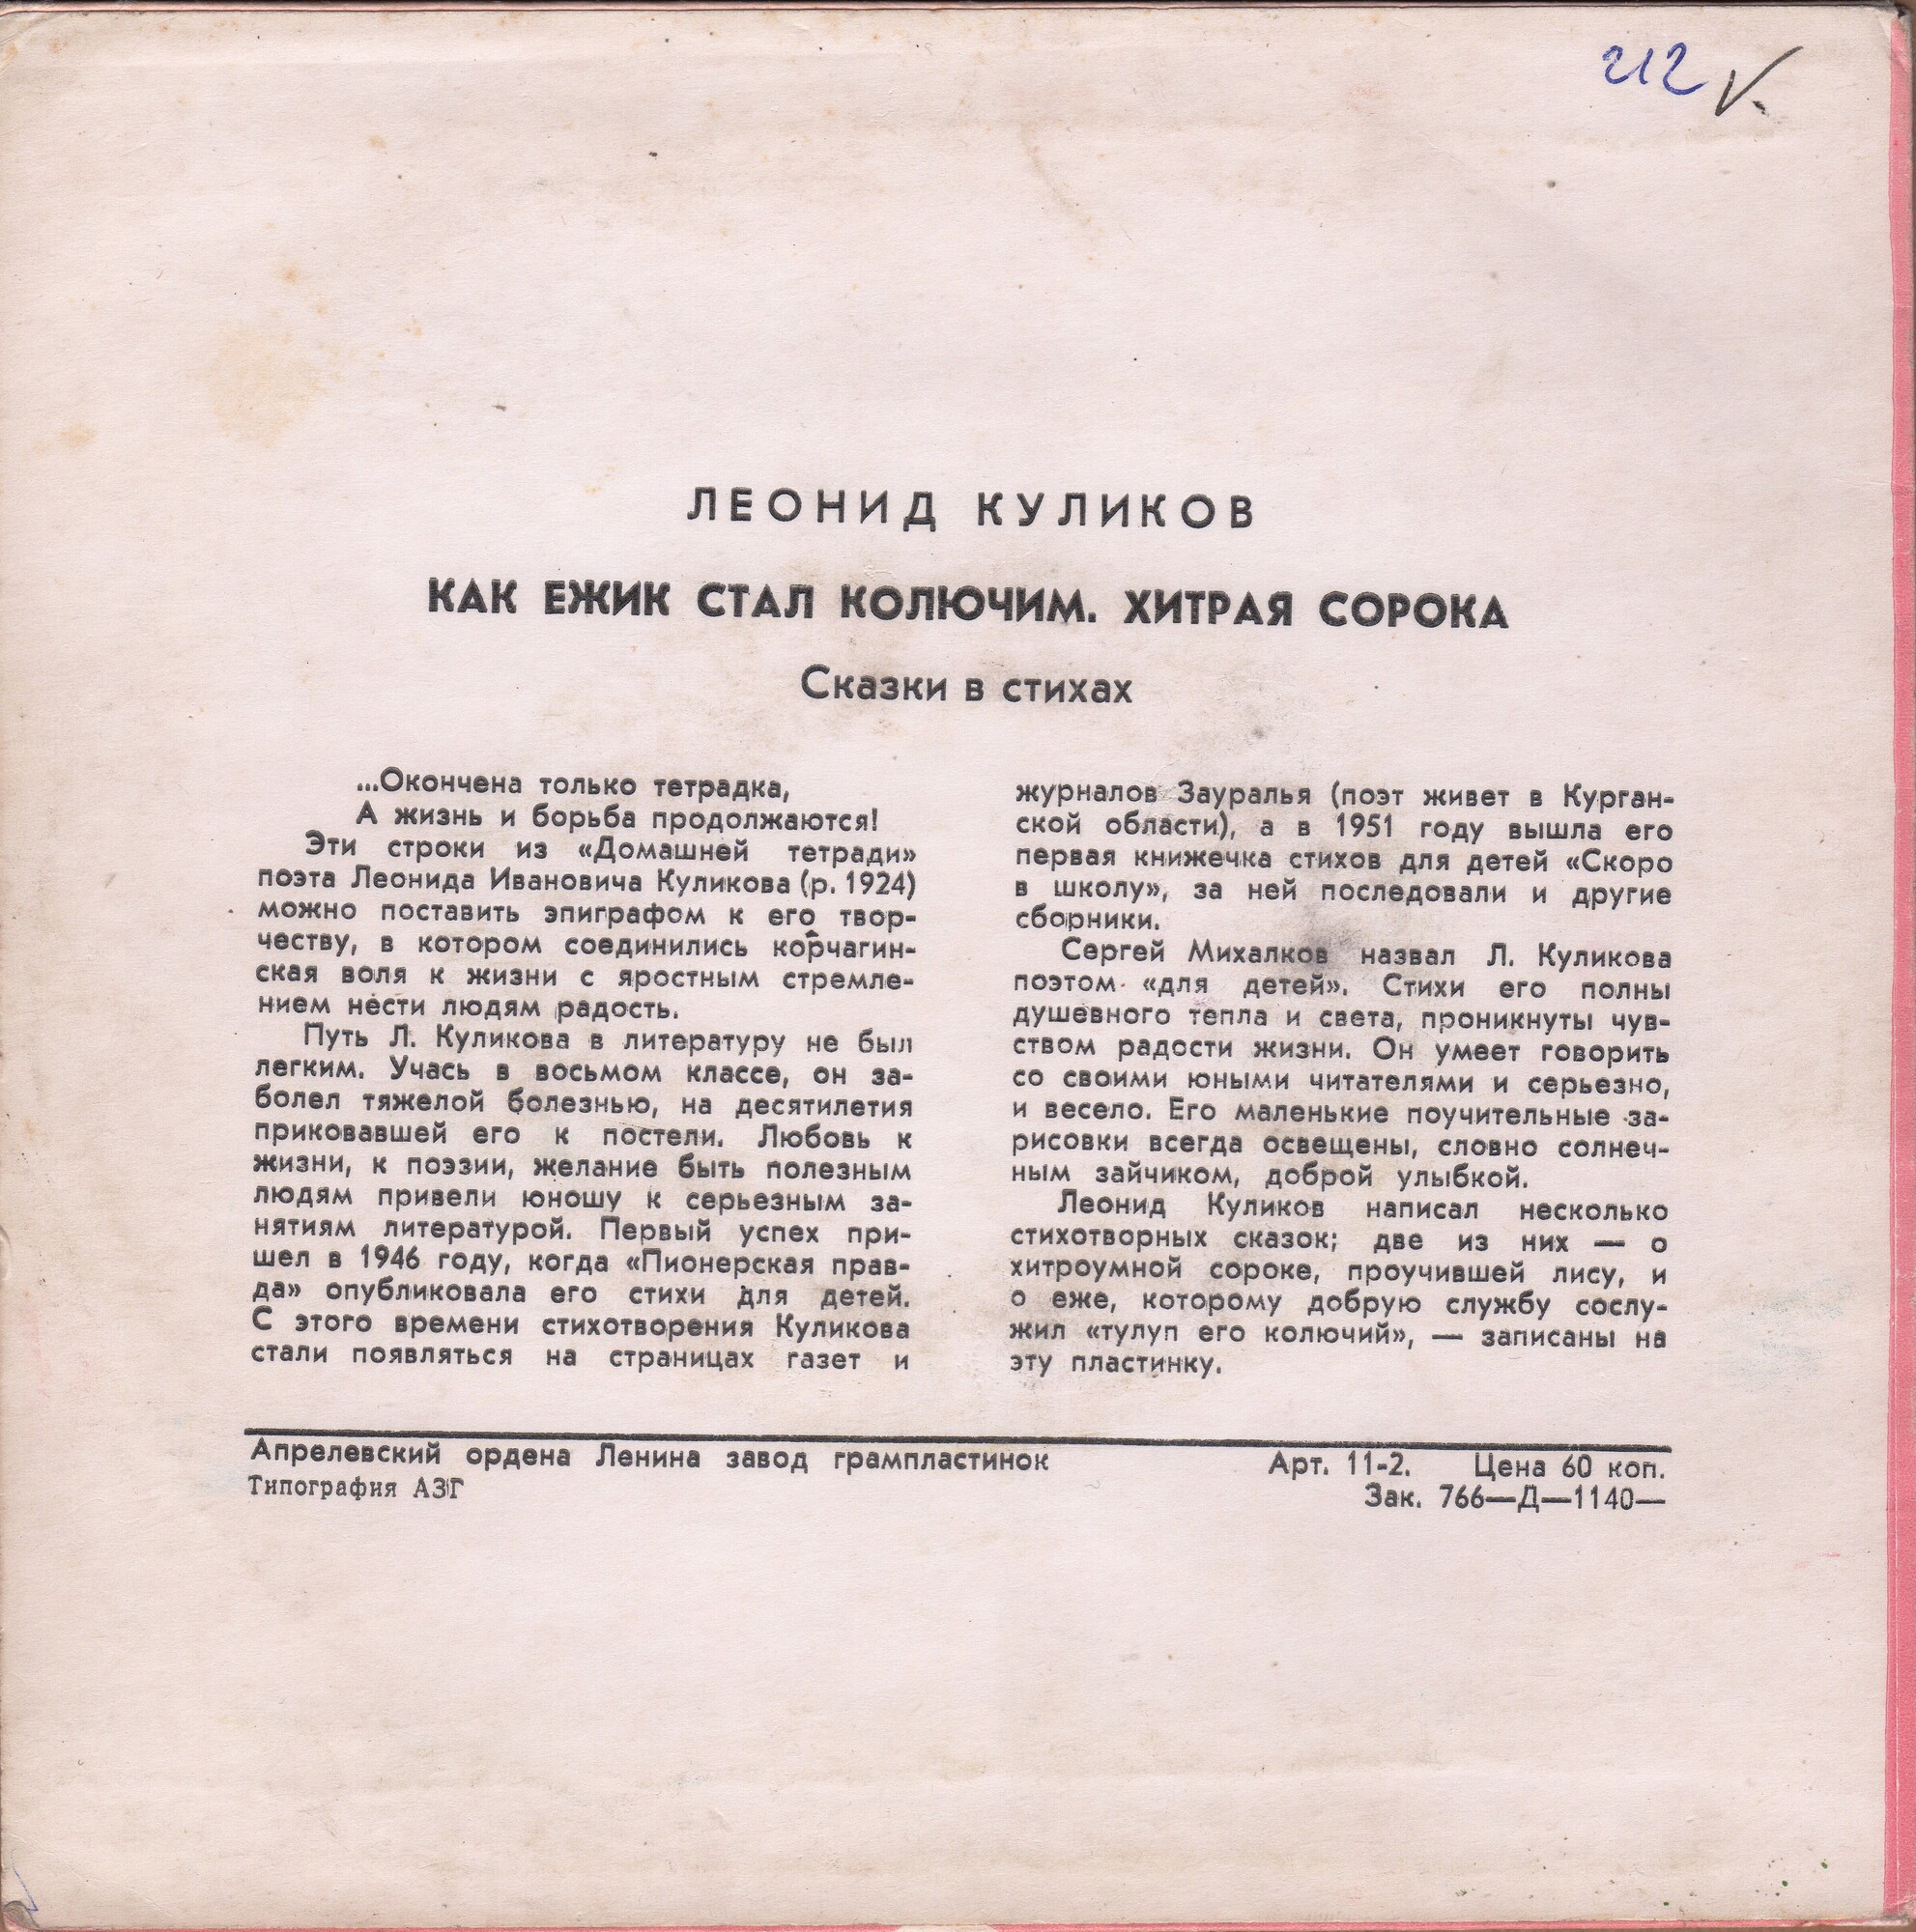 212 V
ЛЕОНИД КУЛИКОВ
КАК ЕЖИК СТАЛ КОЛЮЧИМ. ХИТРАЯ СОРОКА
Сказки в стихах
...Окончена только тетрадка,
А жизнь и борьба продолжаются!
Эти строки из «Домашней тетради»
поэта Леонида Ивановича Куликова (р. 1924)
можно поставить эпиграфом к его твор-
честву, в котором соединились корчагин-
ская воля к жизни с яростным стремле-
нием нести людям радость.
Путь Л. Куликова в литературу не был
легким. Учась в восьмом классе, он за-
болел тяжелой болезнью, на десятилетия
приковавшей его к постели. Любовь к
жизни, к поэзии, желание быть полезным
людям привели юношу к серьезным за-
нятиям литературой. Первый успех при-
шел в 1946 году, когда «Пионерская прав-
да» опубликовала его стихи для детей.
С этого времени стихотворения Куликова
стали появляться на страницах газет и
журналов Зауралья (поэт живет в Курган-
ской области), а в 1951 году вышла его
первая книжечка стихов для детей «Скоро
в школу», за ней последовали и другие
сборники.
Сергей Михалков назвал Л. Куликова
поэтом «для детей». Стихи его полны
душевного тепла и света, проникнуты чув-
ством радости жизни. Он умеет говорить
со своими юными читателями и серьезно,
и весело. Его маленькие поучительные за-
рисовки всегда освещены, словно солнеч-
ным зайчиком, доброй улыбкой.
Леонид Куликов написал несколько
стихотворных сказок; две из них — о
хитроумной сороке, проучившей лису, и
о еже, которому добрую службу сослу-
жил «тулуп его колючий», — записаны на
эту пластинку.
Апрелевский ордена Ленина завод грампластинок
Типография АЗГ
Арт. 11-2. Цена 60 коп.
Зак. 766—Д—1140—